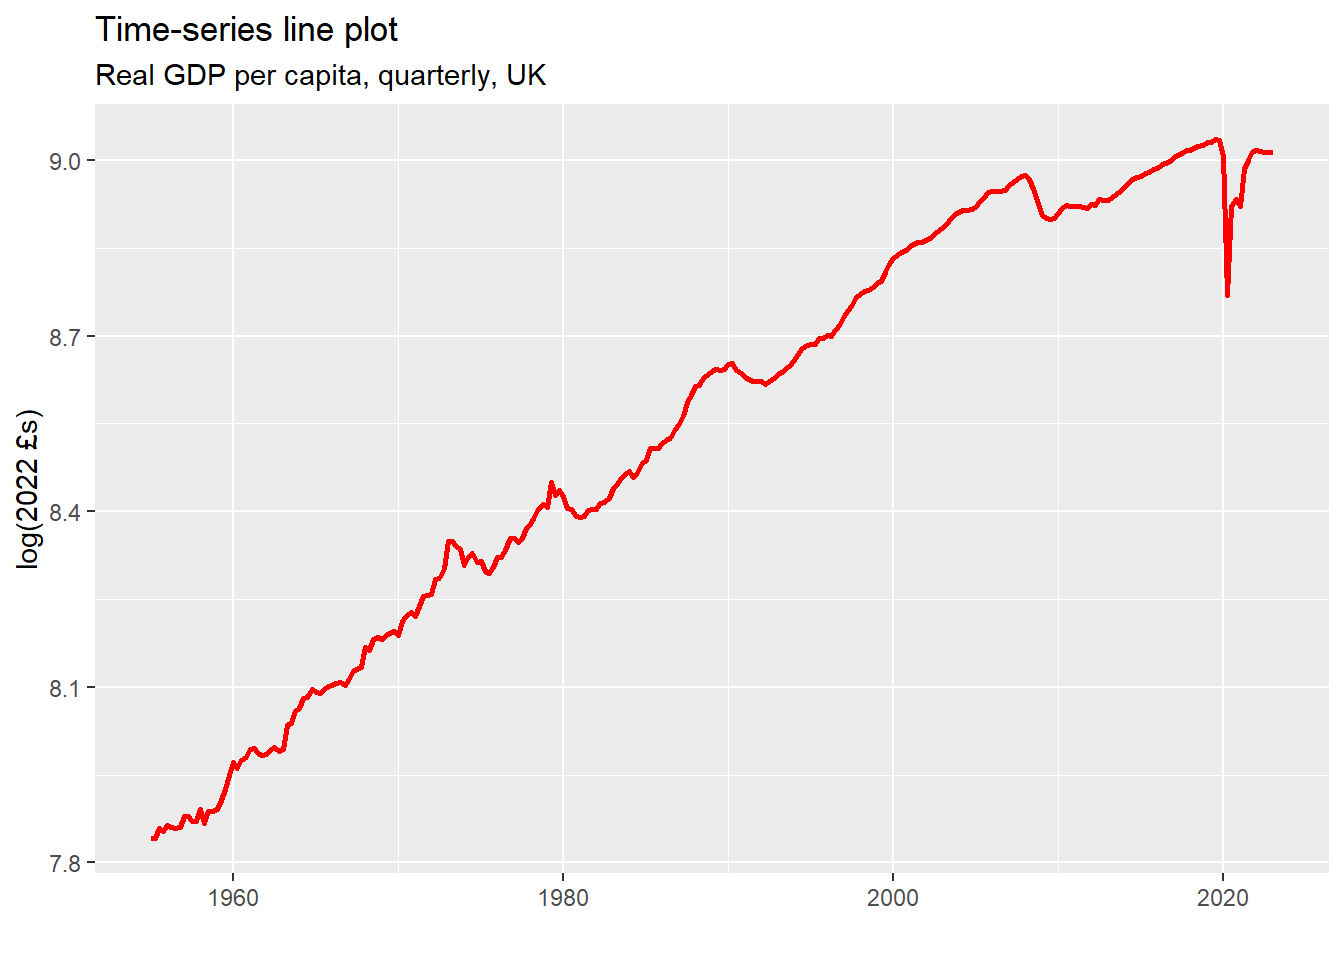 Time-series line plot
Real GDP per capita, quarterly, UK
log(2022 £s)
9.0
8.7
8.4
8.1
7.8
1960 1980 2000 2020